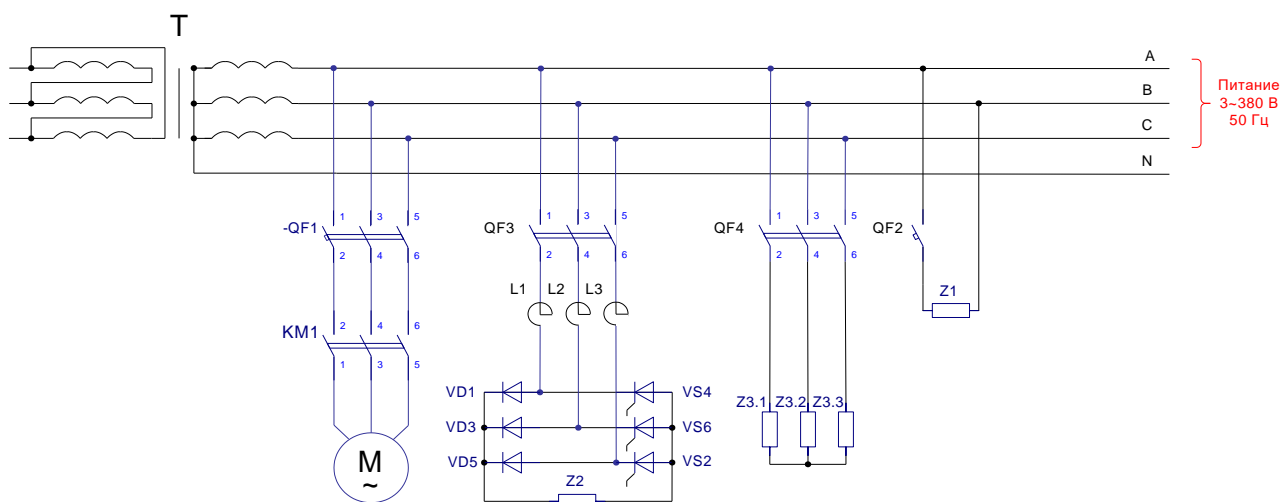 T
A
B
C
N
Питание
3~380 В
50 Гц
-QF1
1 3 5
2 4 6
QF3
1 3 5
2 4 6
QF4
1 3 5
2 4 6
QF2
L1 L2 L3
Z1
KM1
2 4 6
1 3 5
VD1
VS4
VD3
VS6
VD5
VS2
Z3.1 Z3.2 Z3.3
M
~
Z2